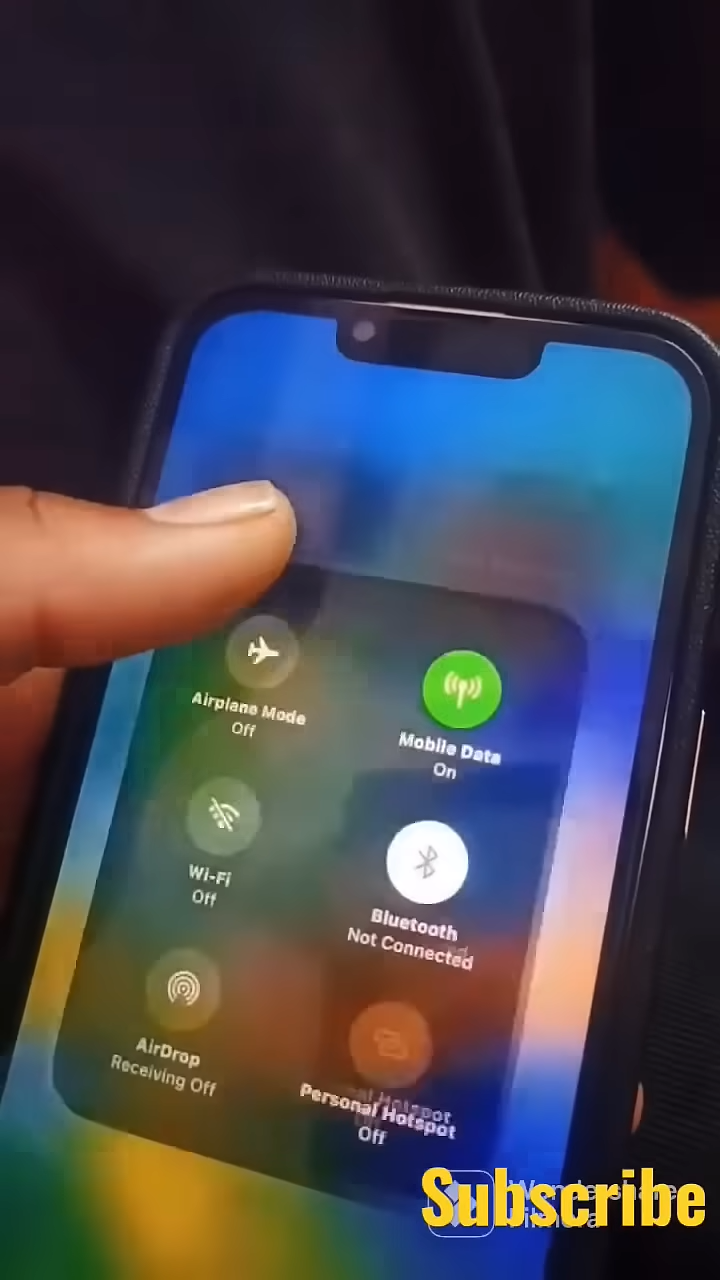 Airplane Mode
Off
Mobile Data
On
Wi-Fi
Off
Bluetooth
Not Connected
AirDrop
Receiving Off
Personal Hotspot
Off
Subscribe